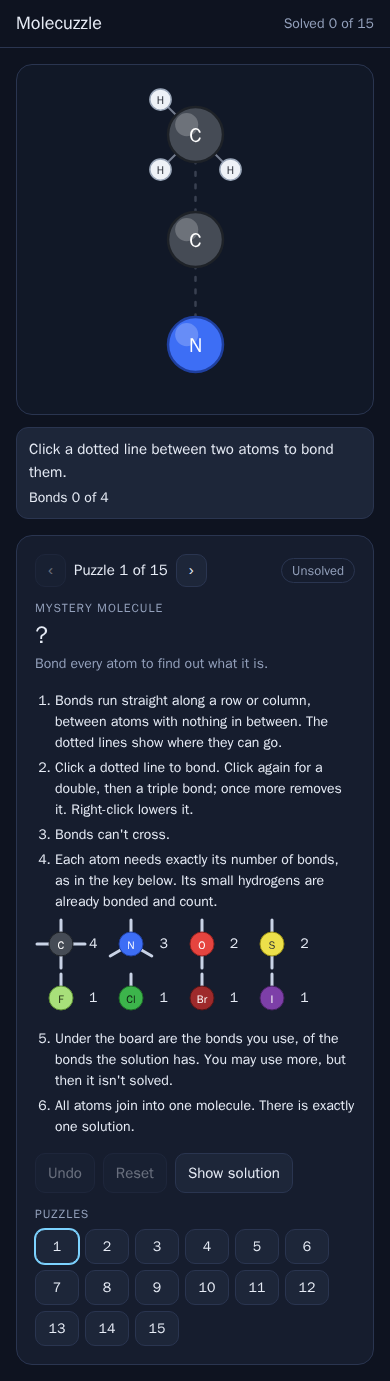 Molecuzzle
Solved 0 of 15
H
C
H
H
C
N
Click a dotted line between two atoms to bond
them.
Bonds 0 of 4
‹ Puzzle 1 of 15 ›
Unsolved
MYSTERY MOLECULE
?
Bond every atom to find out what it is.
1. Bonds run straight along a row or column,
between atoms with nothing in between. The
dotted lines show where they can go.
2. Click a dotted line to bond. Click again for a
double, then a triple bond; once more removes
it. Right-click lowers it.
3. Bonds can't cross.
4. Each atom needs exactly its number of bonds,
as in the key below. Its small hydrogens are
already bonded and count.
C 4 N 3 O 2 S 2
F 1 Cl 1 Br 1 I 1
5. Under the board are the bonds you use, of the
bonds the solution has. You may use more, but
then it isn't solved.
6. All atoms join into one molecule. There is exactly
one solution.
Undo Reset Show solution
PUZZLES
1 2 3 4 5 6
7 8 9 10 11 12
13 14 15